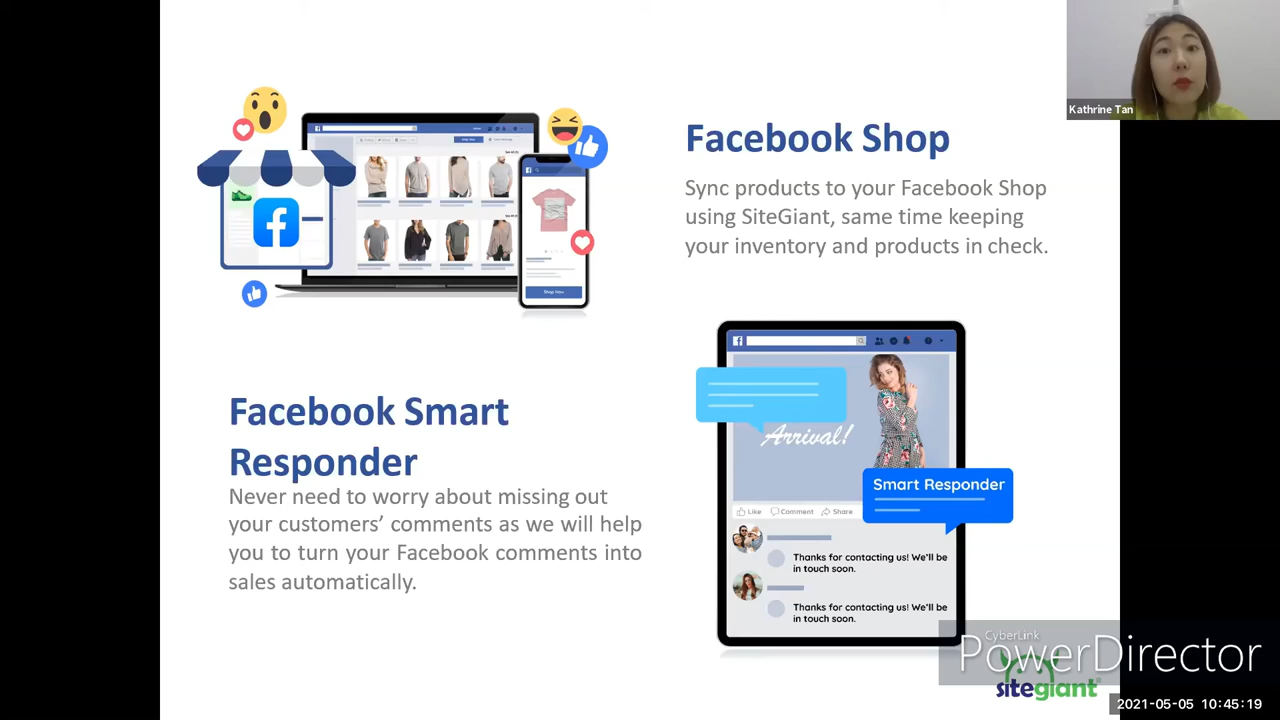 Kathrine Tan
Facebook Shop
Sync products to your Facebook Shop
using SiteGiant, same time keeping
your inventory and products in check.
Shop Now
Facebook Smart
Responder
Never need to worry about missing out
your customers’ comments as we will help
you to turn your Facebook comments into
sales automatically.
Arrival!
Smart Responder
Like Comment Share
Thanks for contacting us! We'll be
in touch soon.
Thanks for contacting us! We'll be
in touch soon.
CyberLink
PowerDirector
sitegiant
2021-05-05 10:45:19